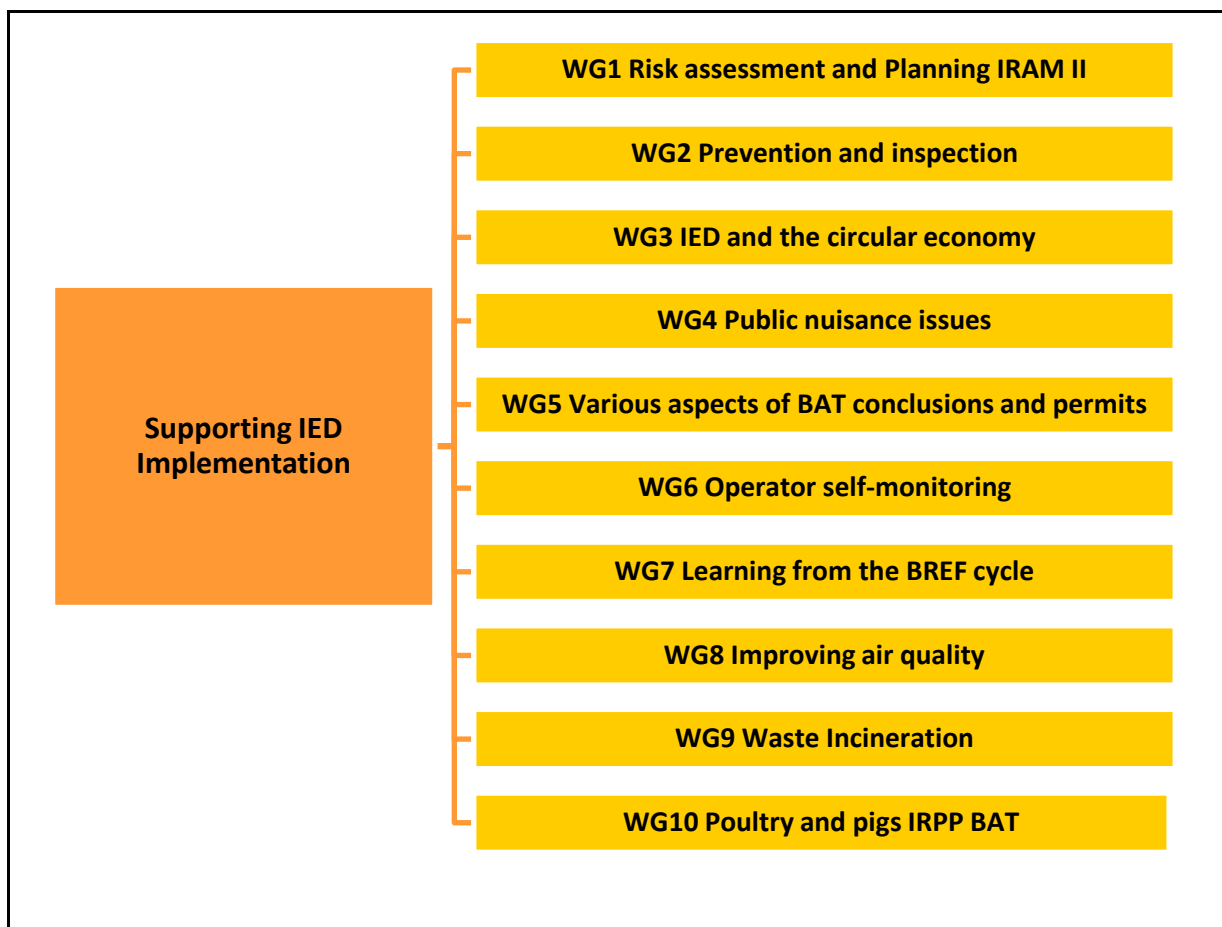 WG1 Risk assessment and Planning IRAM II
WG2 Prevention and inspection
WG3 IED and the circular economy
WG4 Public nuisance issues
Supporting IED
Implementation
WG5 Various aspects of BAT conclusions and permits
WG6 Operator self-monitoring
WG7 Learning from the BREF cycle
WG8 Improving air quality
WG9 Waste Incineration
WG10 Poultry and pigs IRPP BAT